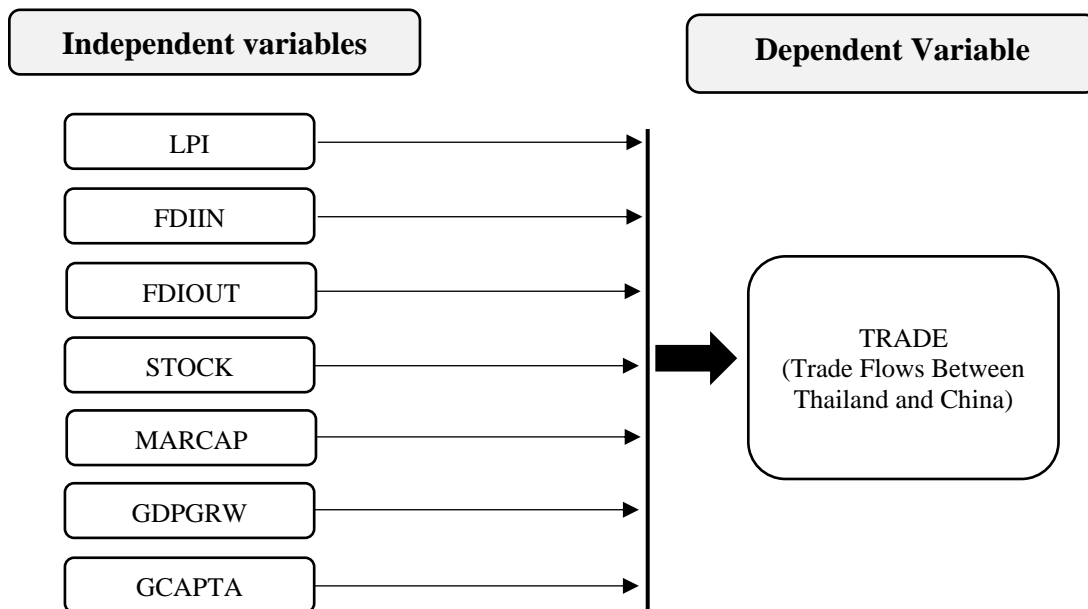 Independent variables
Dependent Variable
LPI
FDIIN
FDIOUT
STOCK
MARCAP
GDPGRW
GCAPTA
TRADE
(Trade Flows Between
Thailand and China)